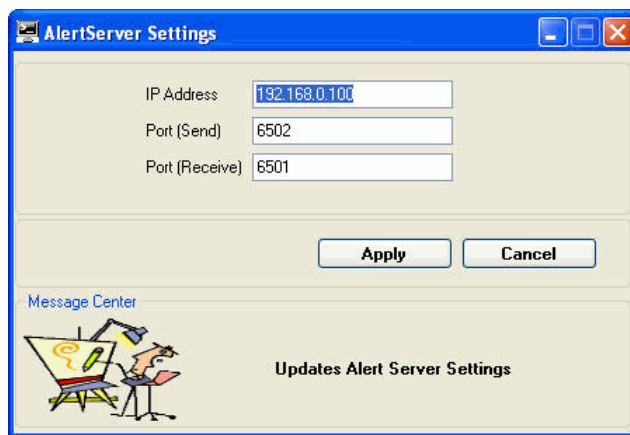 AlertServer Settings
IP Address 192.168.0.100
Port (Send) 6502
Port (Receive) 6501
Apply Cancel
Message Center
Updates Alert Server Settings